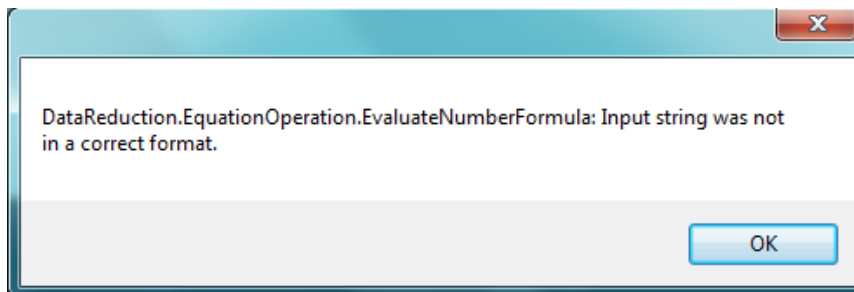 DataReduction.EquationOperation.EvaluateNumberFormula: Input string was not
in a correct format.
OK